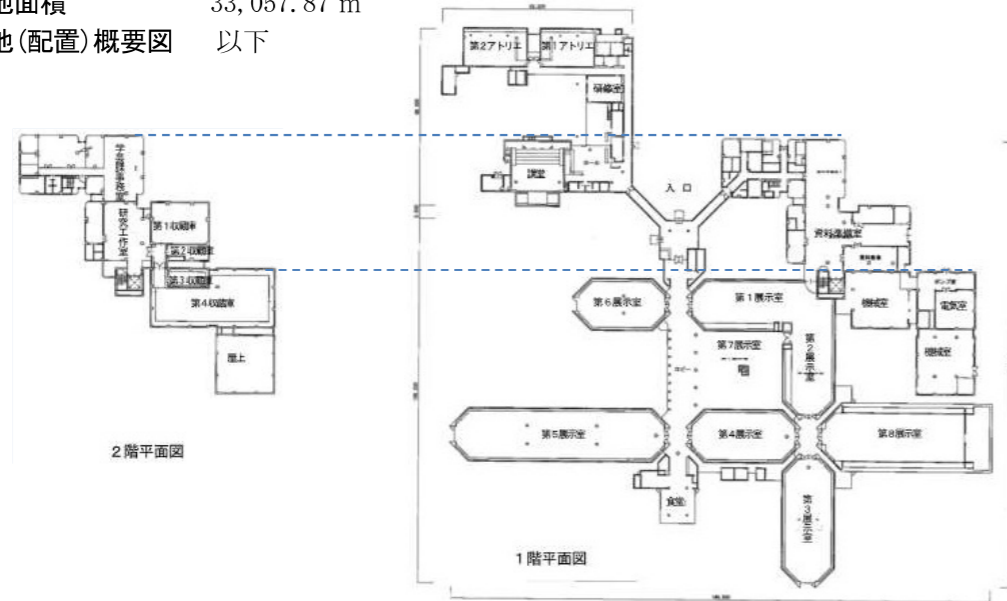 地面積 33,057.87 m
地(配置)概要図 以下
第2アトリエ
第1アトリエ
研修室
講堂
入口
学芸課事務室
研究工作室
第1収蔵庫
第2収蔵庫
第3収蔵庫
第4収蔵庫
屋上
2階平面図
資料準備室
機械室
電気室
機械室
第6展示室
第1展示室
第7展示室
第2展示室
ロビー
第5展示室
第4展示室
第8展示室
食堂
第3展示室
1階平面図